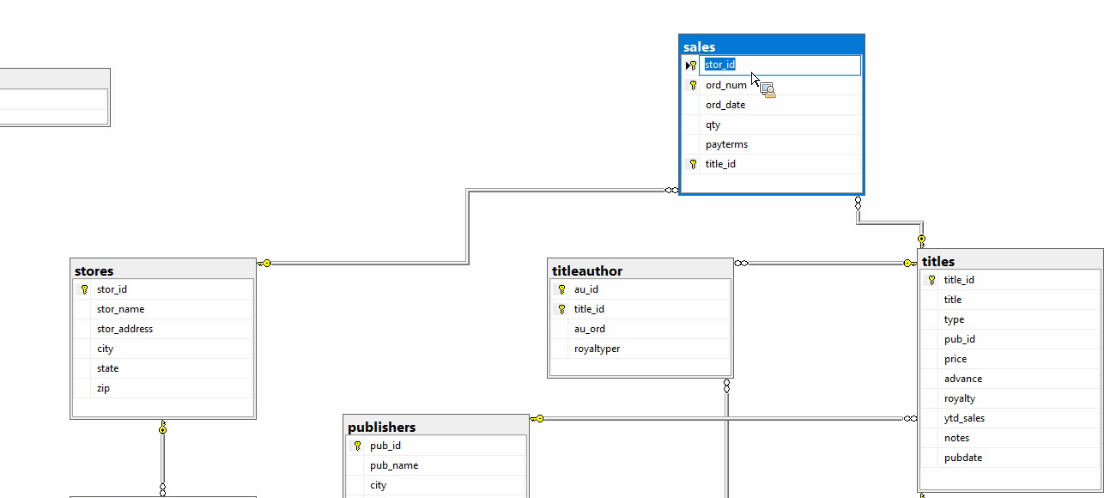 sales
stor_id
ord_num
ord_date
qty
payterms
title_id
stores
stor_id
stor_name
stor_address
city
state
zip
titleauthor
au_id
title_id
au_ord
royaltyper
titles
title_id
title
type
pub_id
price
advance
royalty
ytd_sales
notes
pubdate
publishers
pub_id
pub_name
city